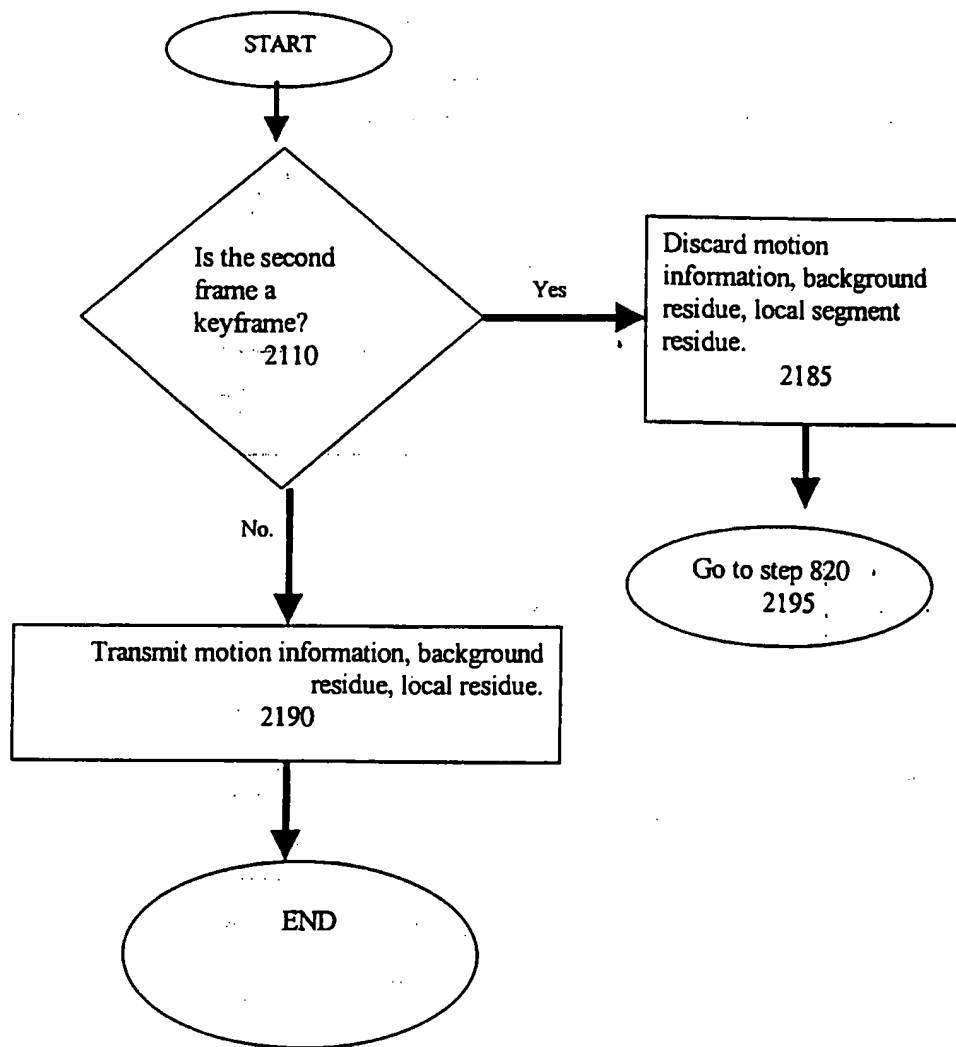 START
Is the second
frame a
keyframe?
2110
Yes
Discard motion
information, background
residue, local segment
residue.
2185
No.
Go to step 820
2195
Transmit motion information, background
residue, local residue.
2190
END